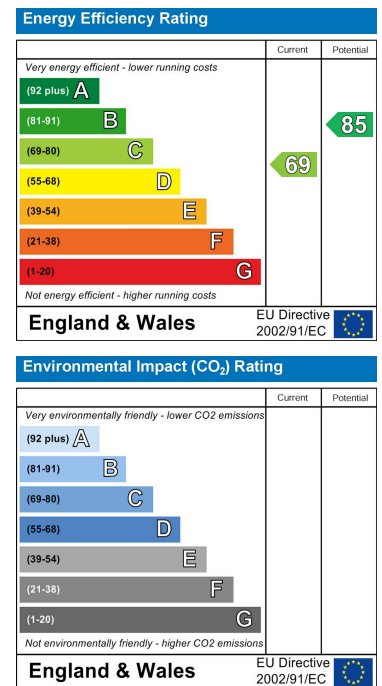 Energy Efficiency Rating
Current Potential
Very energy efficient - lower running costs
(92 plus) A
(81-91) B
(69-80) C
(55-68) D
(39-54) E
(21-38) F
(1-20) G
85
69
Not energy efficient - higher running costs
England & Wales
EU Directive
2002/91/EC
Environmental Impact (CO₂) Rating
Current Potential
Very environmentally friendly - lower CO2 emissions
(92 plus) A
(81-91) B
(69-80) C
(55-68) D
(39-54) E
(21-38) F
(1-20) G
Not environmentally friendly - higher CO2 emissions
England & Wales
EU Directive
2002/91/EC